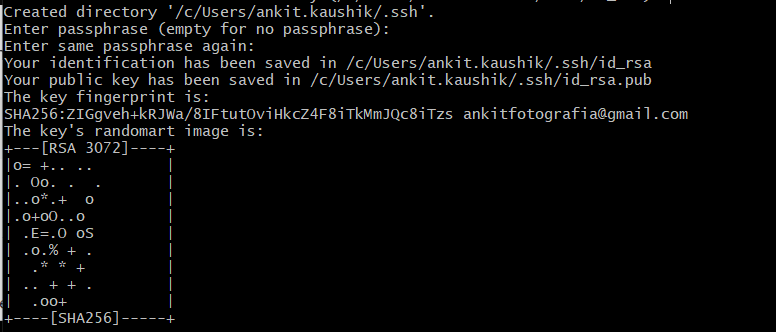 Created directory '/c/Users/ankit.kaushik/.ssh'.
Enter passphrase (empty for no passphrase):
Enter same passphrase again:
Your identification has been saved in /c/Users/ankit.kaushik/.ssh/id_rsa
Your public key has been saved in /c/Users/ankit.kaushik/.ssh/id_rsa.pub
The key fingerprint is:
SHA256:ZIGgveh+kRJWa/8IFtutOviHkcZ4F8iTkMmJQc8iTzs ankitfotografia@gmail.com
The key's randomart image is:
+---[RSA 3072]----+
|o= +.. ..        |
|. Oo. .  .       |
|..o*.+  o        |
|.o+oO..o         |
| .E=.O oS        |
| .o.% + .        |
|  .* * +         |
| .. + + .        |
|  .oo+           |
+----[SHA256]-----+